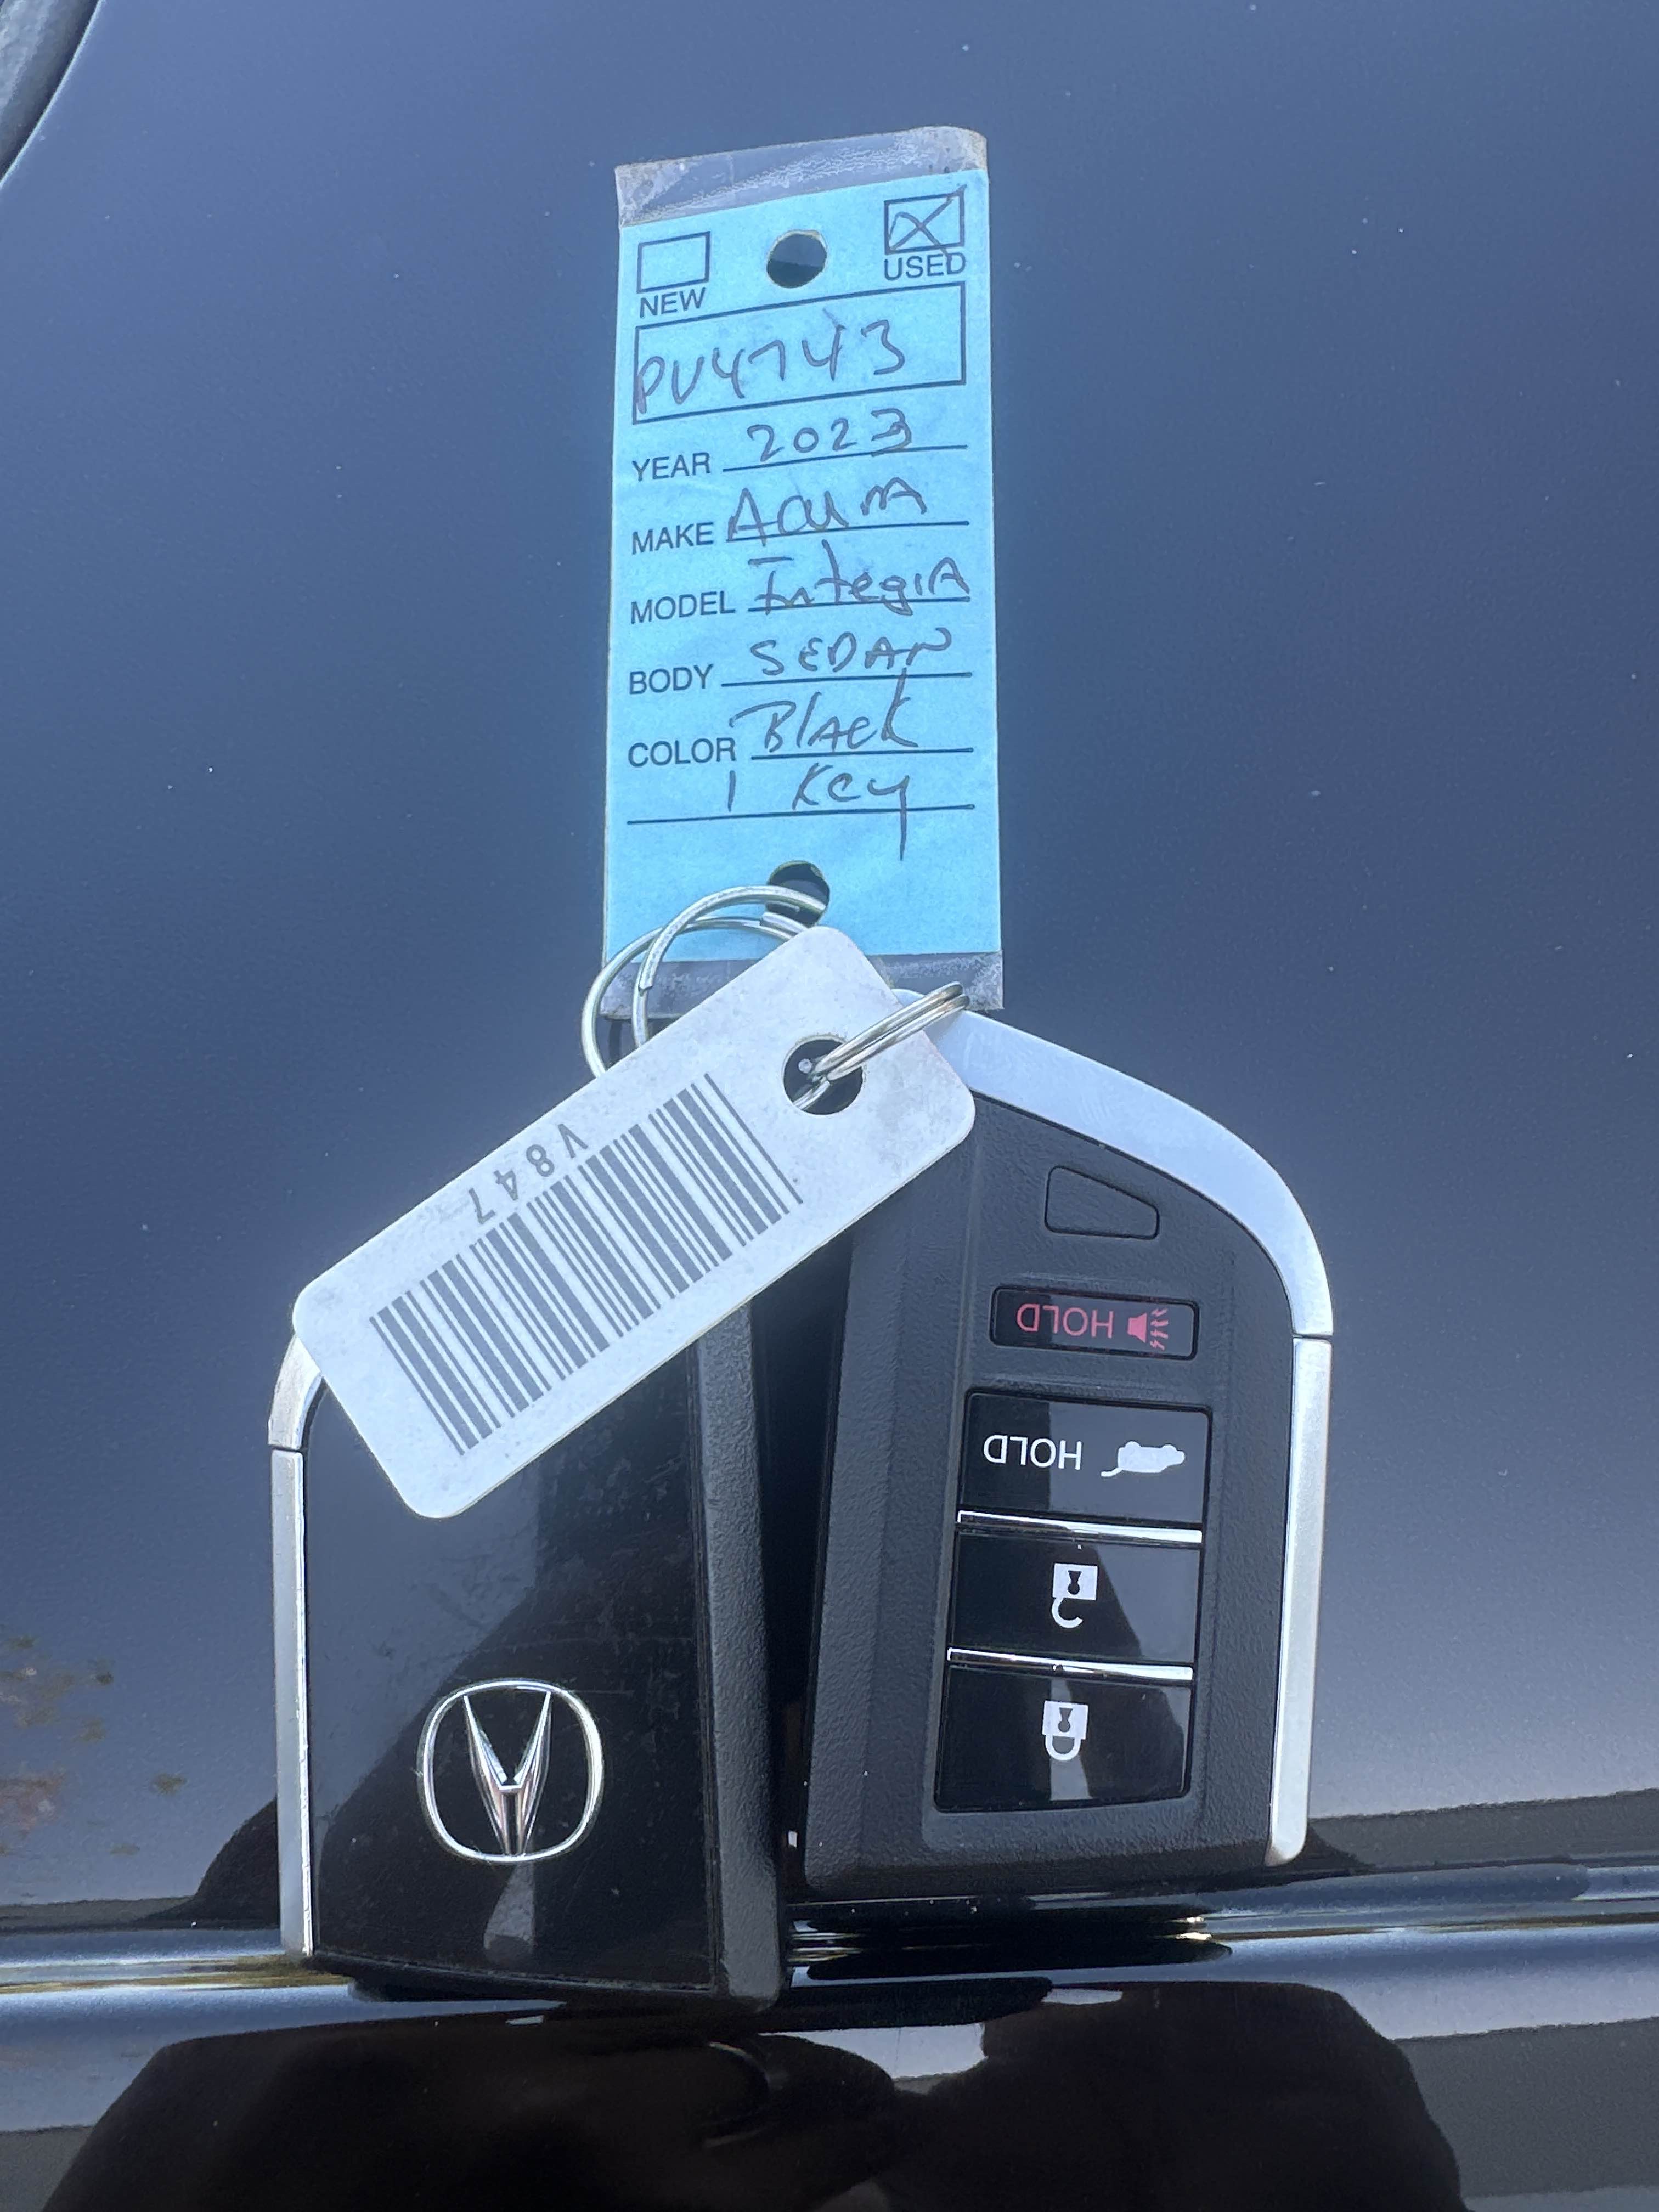 NEW
USED
PV4743
YEAR 2023
MAKE Acura
MODEL Integra
BODY SEDAN
COLOR Black
1 Key
V847
HOLD
HOLD